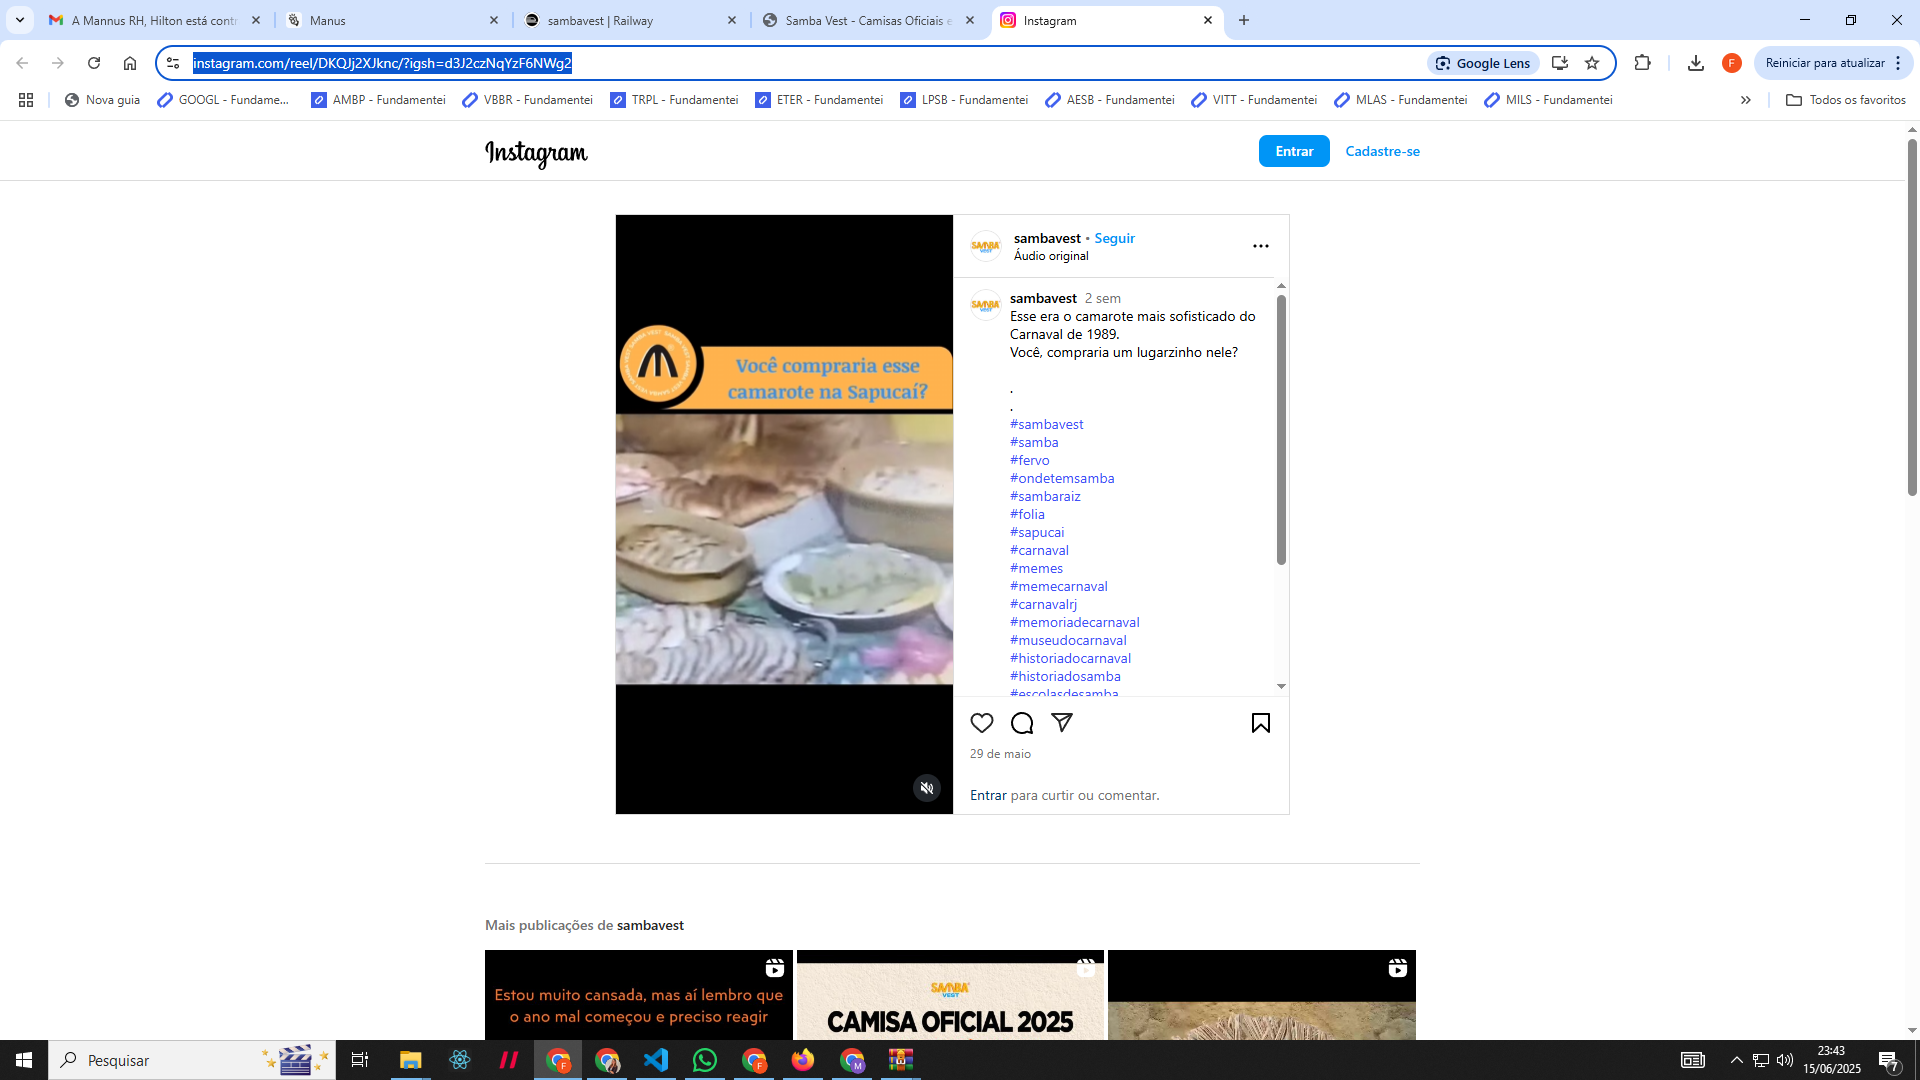 A Mannus RH, Hilton está contr
Manus
sambavest | Railway
Samba Vest - Camisas Oficiais e
Instagram
instagram.com/reel/DKQJj2XJknc/?igsh=d3J2czNqYzF6NWg2
Google Lens
F
Reiniciar para atualizar
Nova guia
GOOGL - Fundame...
AMBP - Fundamentei
VBBR - Fundamentei
TRPL - Fundamentei
ETER - Fundamentei
LPSB - Fundamentei
AESB - Fundamentei
VITT - Fundamentei
MLAS - Fundamentei
MILS - Fundamentei
Todos os favoritos
Instagram
Entrar
Cadastre-se
Você compraria esse
camarote na Sapucaí?
SAMBA
VEST
sambavest • Seguir
Áudio original
SAMBA
VEST
sambavest 2 sem
Esse era o camarote mais sofisticado do
Carnaval de 1989.
Você, compraria um lugarzinho nele?
.
.
#sambavest
#samba
#fervo
#ondetemsamba
#sambaraiz
#folia
#sapucai
#carnaval
#memes
#memecarnaval
#carnavalrj
#memoriadecarnaval
#museudocarnaval
#historiadocarnaval
#historiadosamba
#escolasdesamba
29 de maio
Entrar para curtir ou comentar.
Mais publicações de sambavest
Estou muito cansada, mas aí lembro que
o ano mal começou e preciso reagir
SAMBA
VEST
CAMISA OFICIAL 2025
Pesquisar
F
F
M
23:43
15/06/2025
7